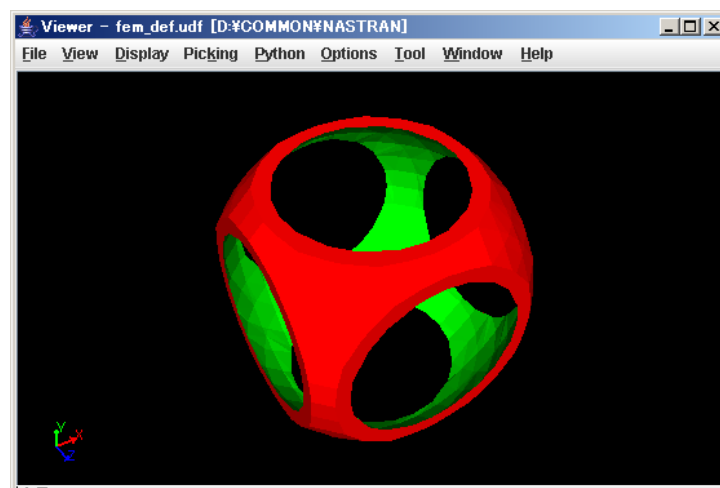 Viewer - fem_def.udf [D:¥COMMON¥NASTRAN]
File View Display Picking Python Options Tool Window Help
Y
X
Z